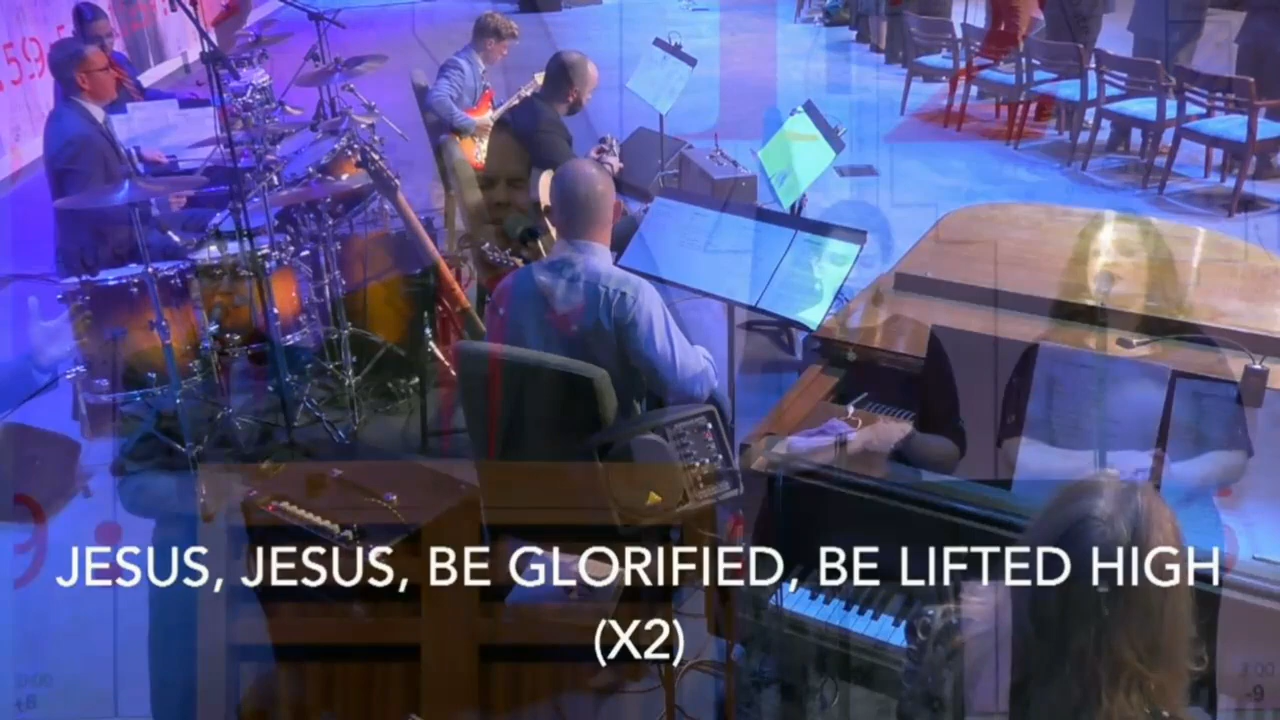 JESUS, JESUS, BE GLORIFIED, BE LIFTED HIGH
(X2)